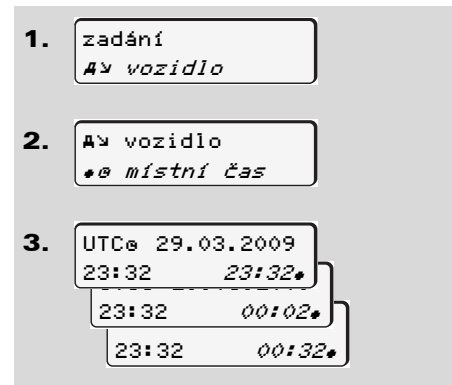 1. zadání
vozidlo
2. vozidlo
místní čas
3. UTC 29.03.2009
23:32 23:32
23:32 00:02
23:32 00:32